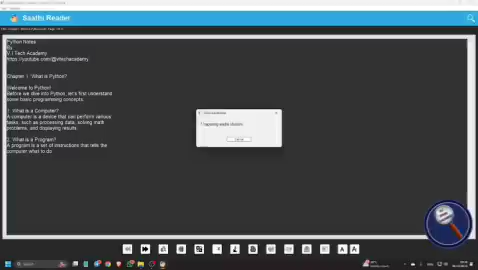 Saathi Reader
Python Notes
By
V I Tech Academy
https://youtube.com/@vitechacademy
Chapter 1: 'What is Python?'
Welcome to Python!
Before we dive into Python, let's first understand
some basic programming concepts.
1. What is a Computer?
A computer is a device that can perform various
tasks, such as processing data, solving math
problems, and displaying results.
2. What is a Program?
A program is a set of instructions that tells the
computer what to do
Search